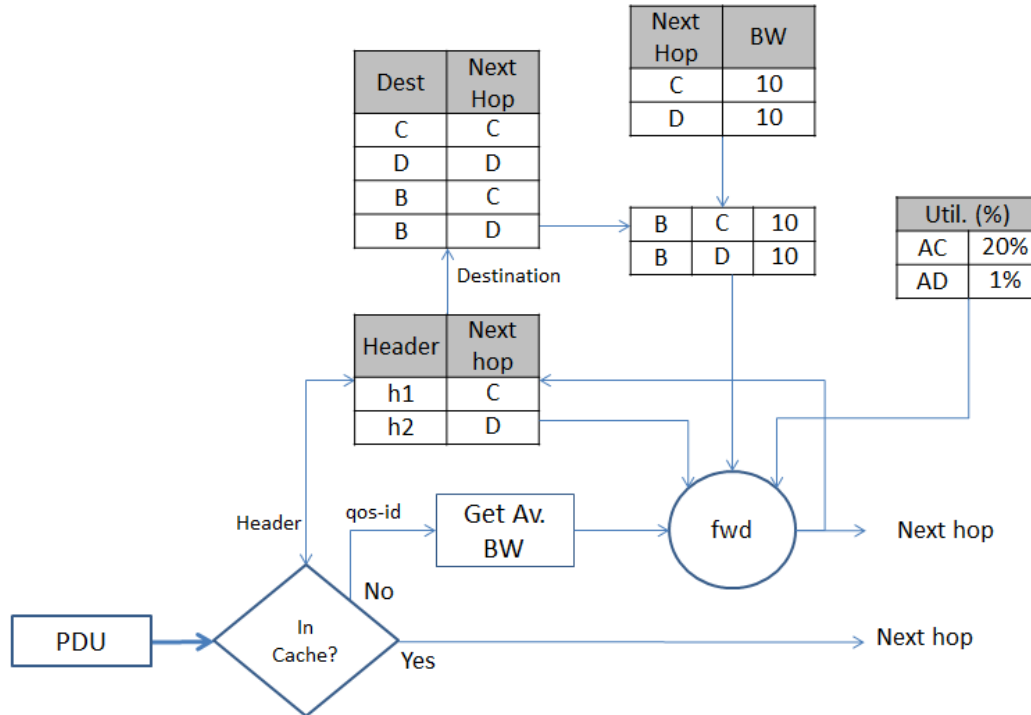 Next Hop BW
C 10
D 10
Dest Next Hop
C C
D D
B C
B D
B C 10
B D 10
Util. (%)
AC 20%
AD 1%
Destination
Header Next hop
h1 C
h2 D
Header
qos-id
Get Av.
BW
fwd
Next hop
No
PDU
In
Cache?
Yes
Next hop